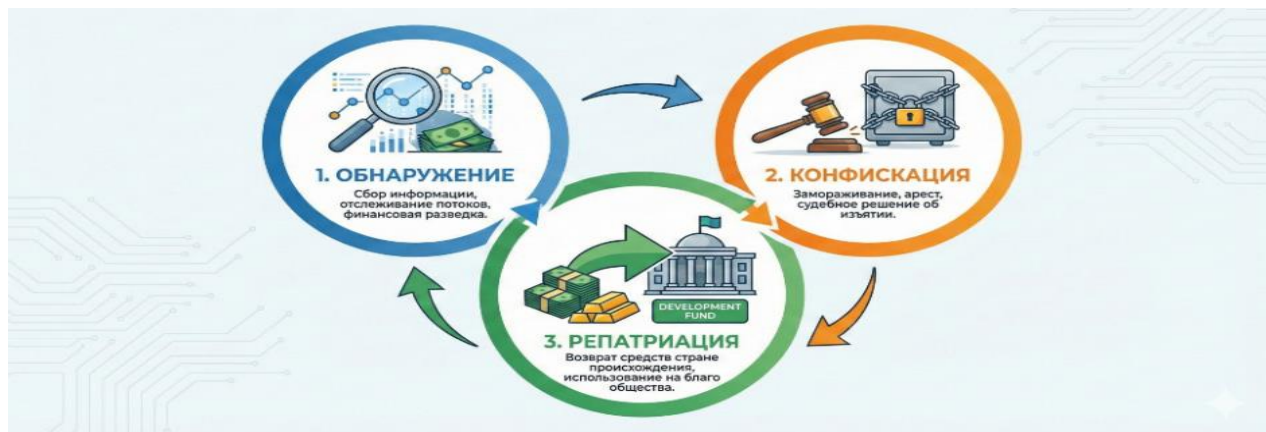 1. ОБНАРУЖЕНИЕ
Сбор информации,
отслеживание потоков,
финансовая разведка.
2. КОНФИСКАЦИЯ
Замораживание, арест,
судебное решение об
изъятии.
DEVELOPMENT
FUND
3. РЕПАТРИАЦИЯ
Возврат средств стране
происхождения,
использование на благо
общества.